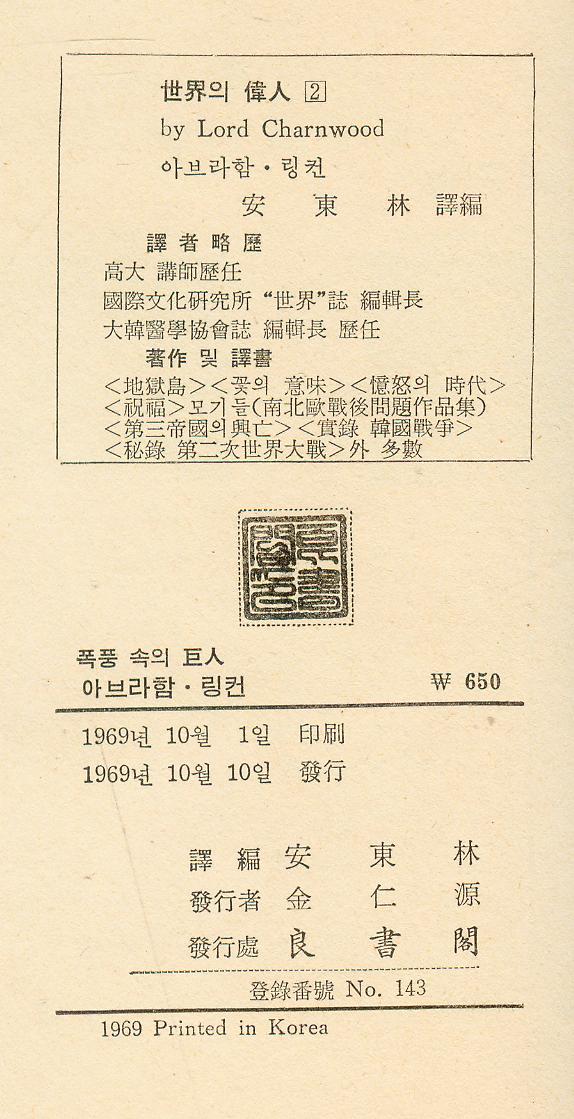 世界의 偉人 2
by Lord Charnwood
아브라함·링컨
安 東 林 譯編
譯 者 略 歷
高大 講師歷任
國際文化硏究所 “世界”誌 編輯長
大韓醫學協會誌 編輯長 歷任
著作 및 譯書
<地獄島><꽃의 意味><憶怒의 時代>
<祝福>모기들(南北歐戰後問題作品集)
<第三帝國의興亡><實錄 韓國戰爭>
<秘錄 第二次世界大戰>外 多數
良書閣
폭풍 속의 巨人
아브라함·링컨 ₩ 650
1969년 10월 1일 印刷
1969년 10월 10일 發行
譯 編 安 東 林
發行者 金 仁 源
發行處 良 書 閣
登錄番號 No. 143
1969 Printed in Korea